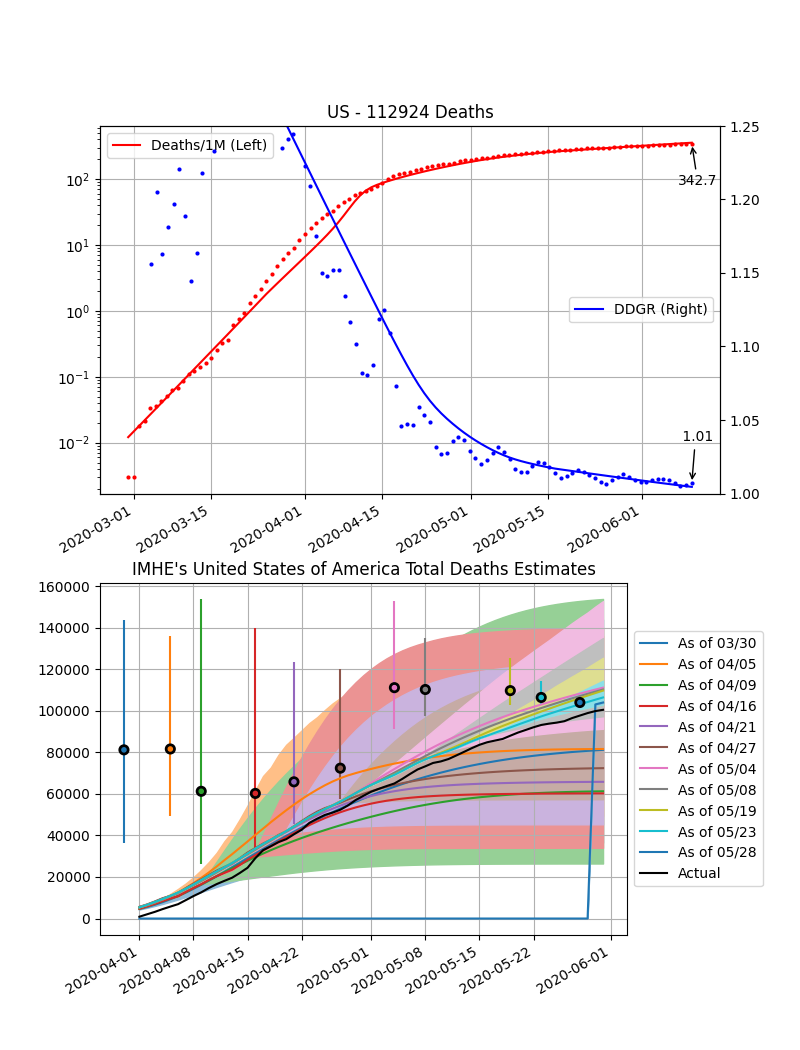 US - 112924 Deaths
Deaths/1M (Left)
DDGR (Right)
342.7
1.01
10²
10¹
10⁰
10⁻¹
10⁻²
1.25
1.20
1.15
1.10
1.05
1.00
2020-03-01
2020-03-15
2020-04-01
2020-04-15
2020-05-01
2020-05-15
2020-06-01
IMHE's United States of America Total Deaths Estimates
160000
140000
120000
100000
80000
60000
40000
20000
0
2020-04-01
2020-04-08
2020-04-15
2020-04-22
2020-05-01
2020-05-08
2020-05-15
2020-05-22
2020-06-01
As of 03/30
As of 04/05
As of 04/09
As of 04/16
As of 04/21
As of 04/27
As of 05/04
As of 05/08
As of 05/19
As of 05/23
As of 05/28
Actual